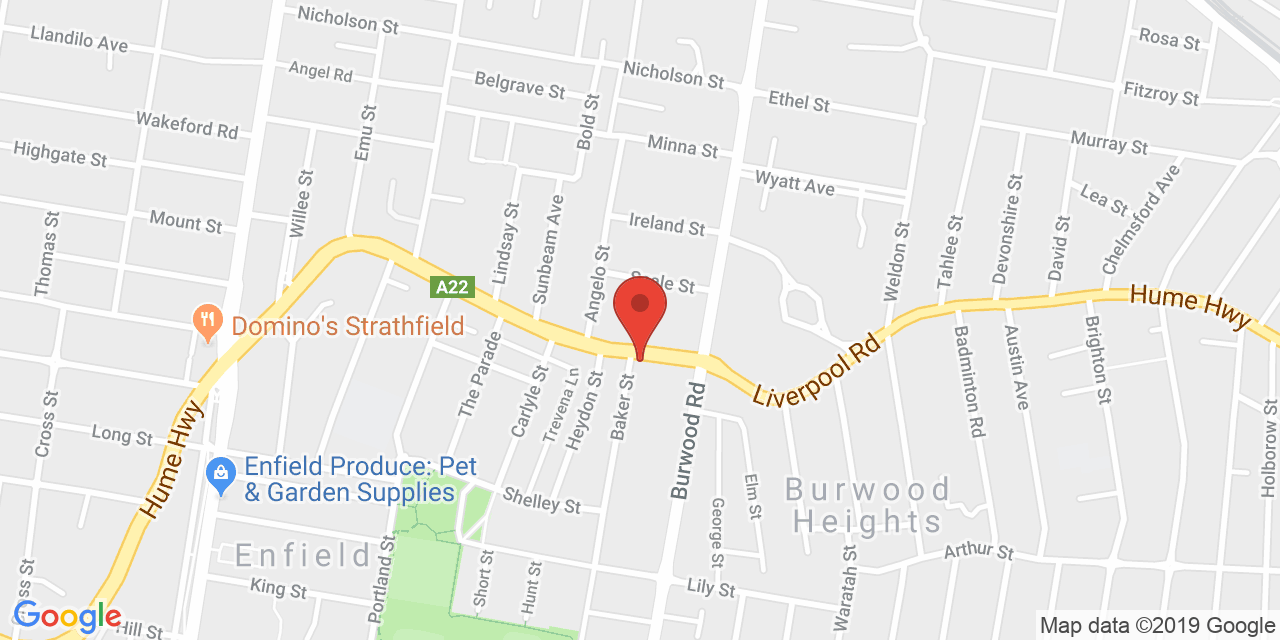 Nicholson St
Llandilo Ave
Rosa St
Angel Rd
Nicholson St
Belgrave St
Fitzroy St
Ethel St
Wakeford Rd
Emu St
Bold St
Minna St
Murray St
Highgate St
Wyatt Ave
Willee St
Lea St
Chelmsford Ave
Mount St
Lindsay St
Sunbeam Ave
Ireland St
Weldon St
Tahlee St
Devonshire St
David St
Thomas St
Angelo St
A22
Hume Hwy
Domino's Strathfield
The Parade
Carlyle St
Trevena Ln
Heydon St
Baker St
Burwood Rd
Liverpool Rd
Badminton Rd
Austin Ave
Brighton St
Cross St
Long St
Hume Hwy
Enfield Produce: Pet
& Garden Supplies
Shelley St
Elm St
George St
Burwood
Heights
Holborow St
Enfield
Portland St
Short St
Hunt St
Lily St
Waratah St
Arthur St
King St
Hill St
Google
Map data ©2019 Google